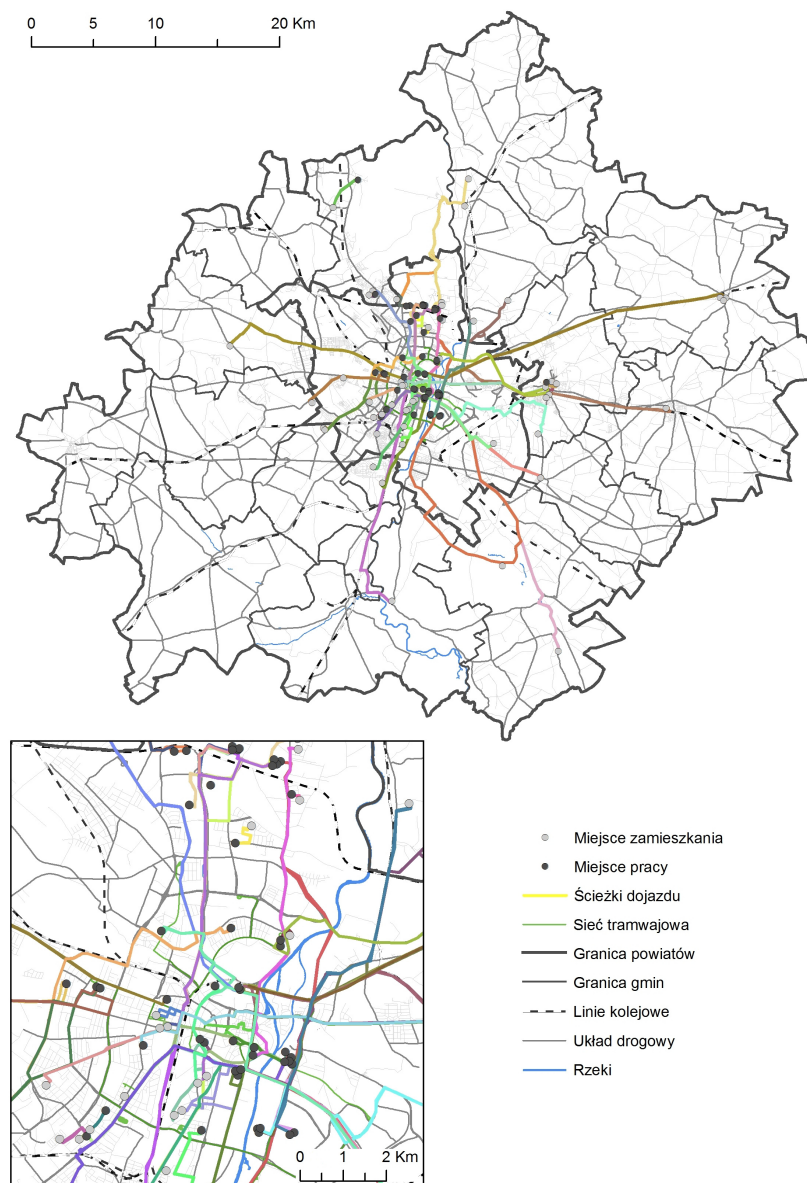 0 5 10 20 Km
Miejsce zamieszkania
Miejsce pracy
Ścieżki dojazdu
Sieć tramwajowa
Granica powiatów
Granica gmin
Linie kolejowe
Układ drogowy
Rzeki
0 1 2 Km